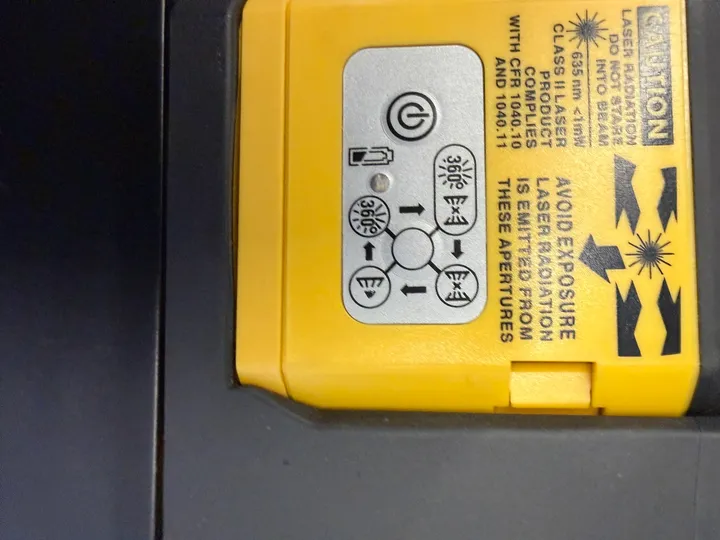 CAUTION
LASER RADIATION
DO NOT STARE
INTO BEAM
635 nm <1mW
CLASS II LASER
PRODUCT
COMPLIES
WITH CFR 1040.10
AND 1040.11
AVOID EXPOSURE
LASER RADIATION
IS EMITTED FROM
THESE APERTURES
360°
360°